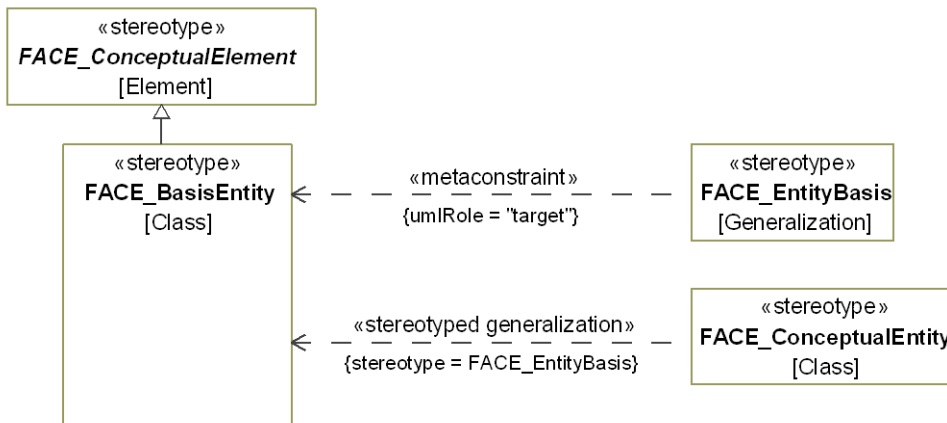 «stereotype»
FACE_ConceptualElement
[Element]
«stereotype»
FACE_BasisEntity
[Class]
«metaconstraint»
{umlRole = "target"}
«stereotype»
FACE_EntityBasis
[Generalization]
«stereotyped generalization»
{stereotype = FACE_EntityBasis}
«stereotype»
FACE_ConceptualEntity
[Class]